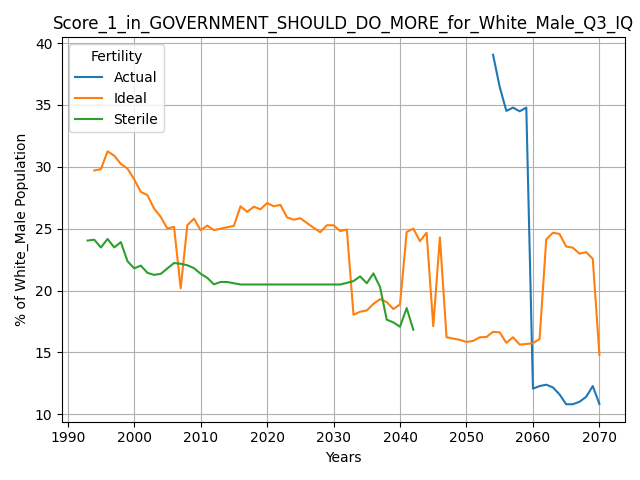 Score_1_in_GOVERNMENT_SHOULD_DO_MORE_for_White_Male_Q3_IQ
Fertility
Actual
Ideal
Sterile
% of White_Male Population
40
35
30
25
20
15
10
1990 2000 2010 2020 2030 2040 2050 2060 2070
Years